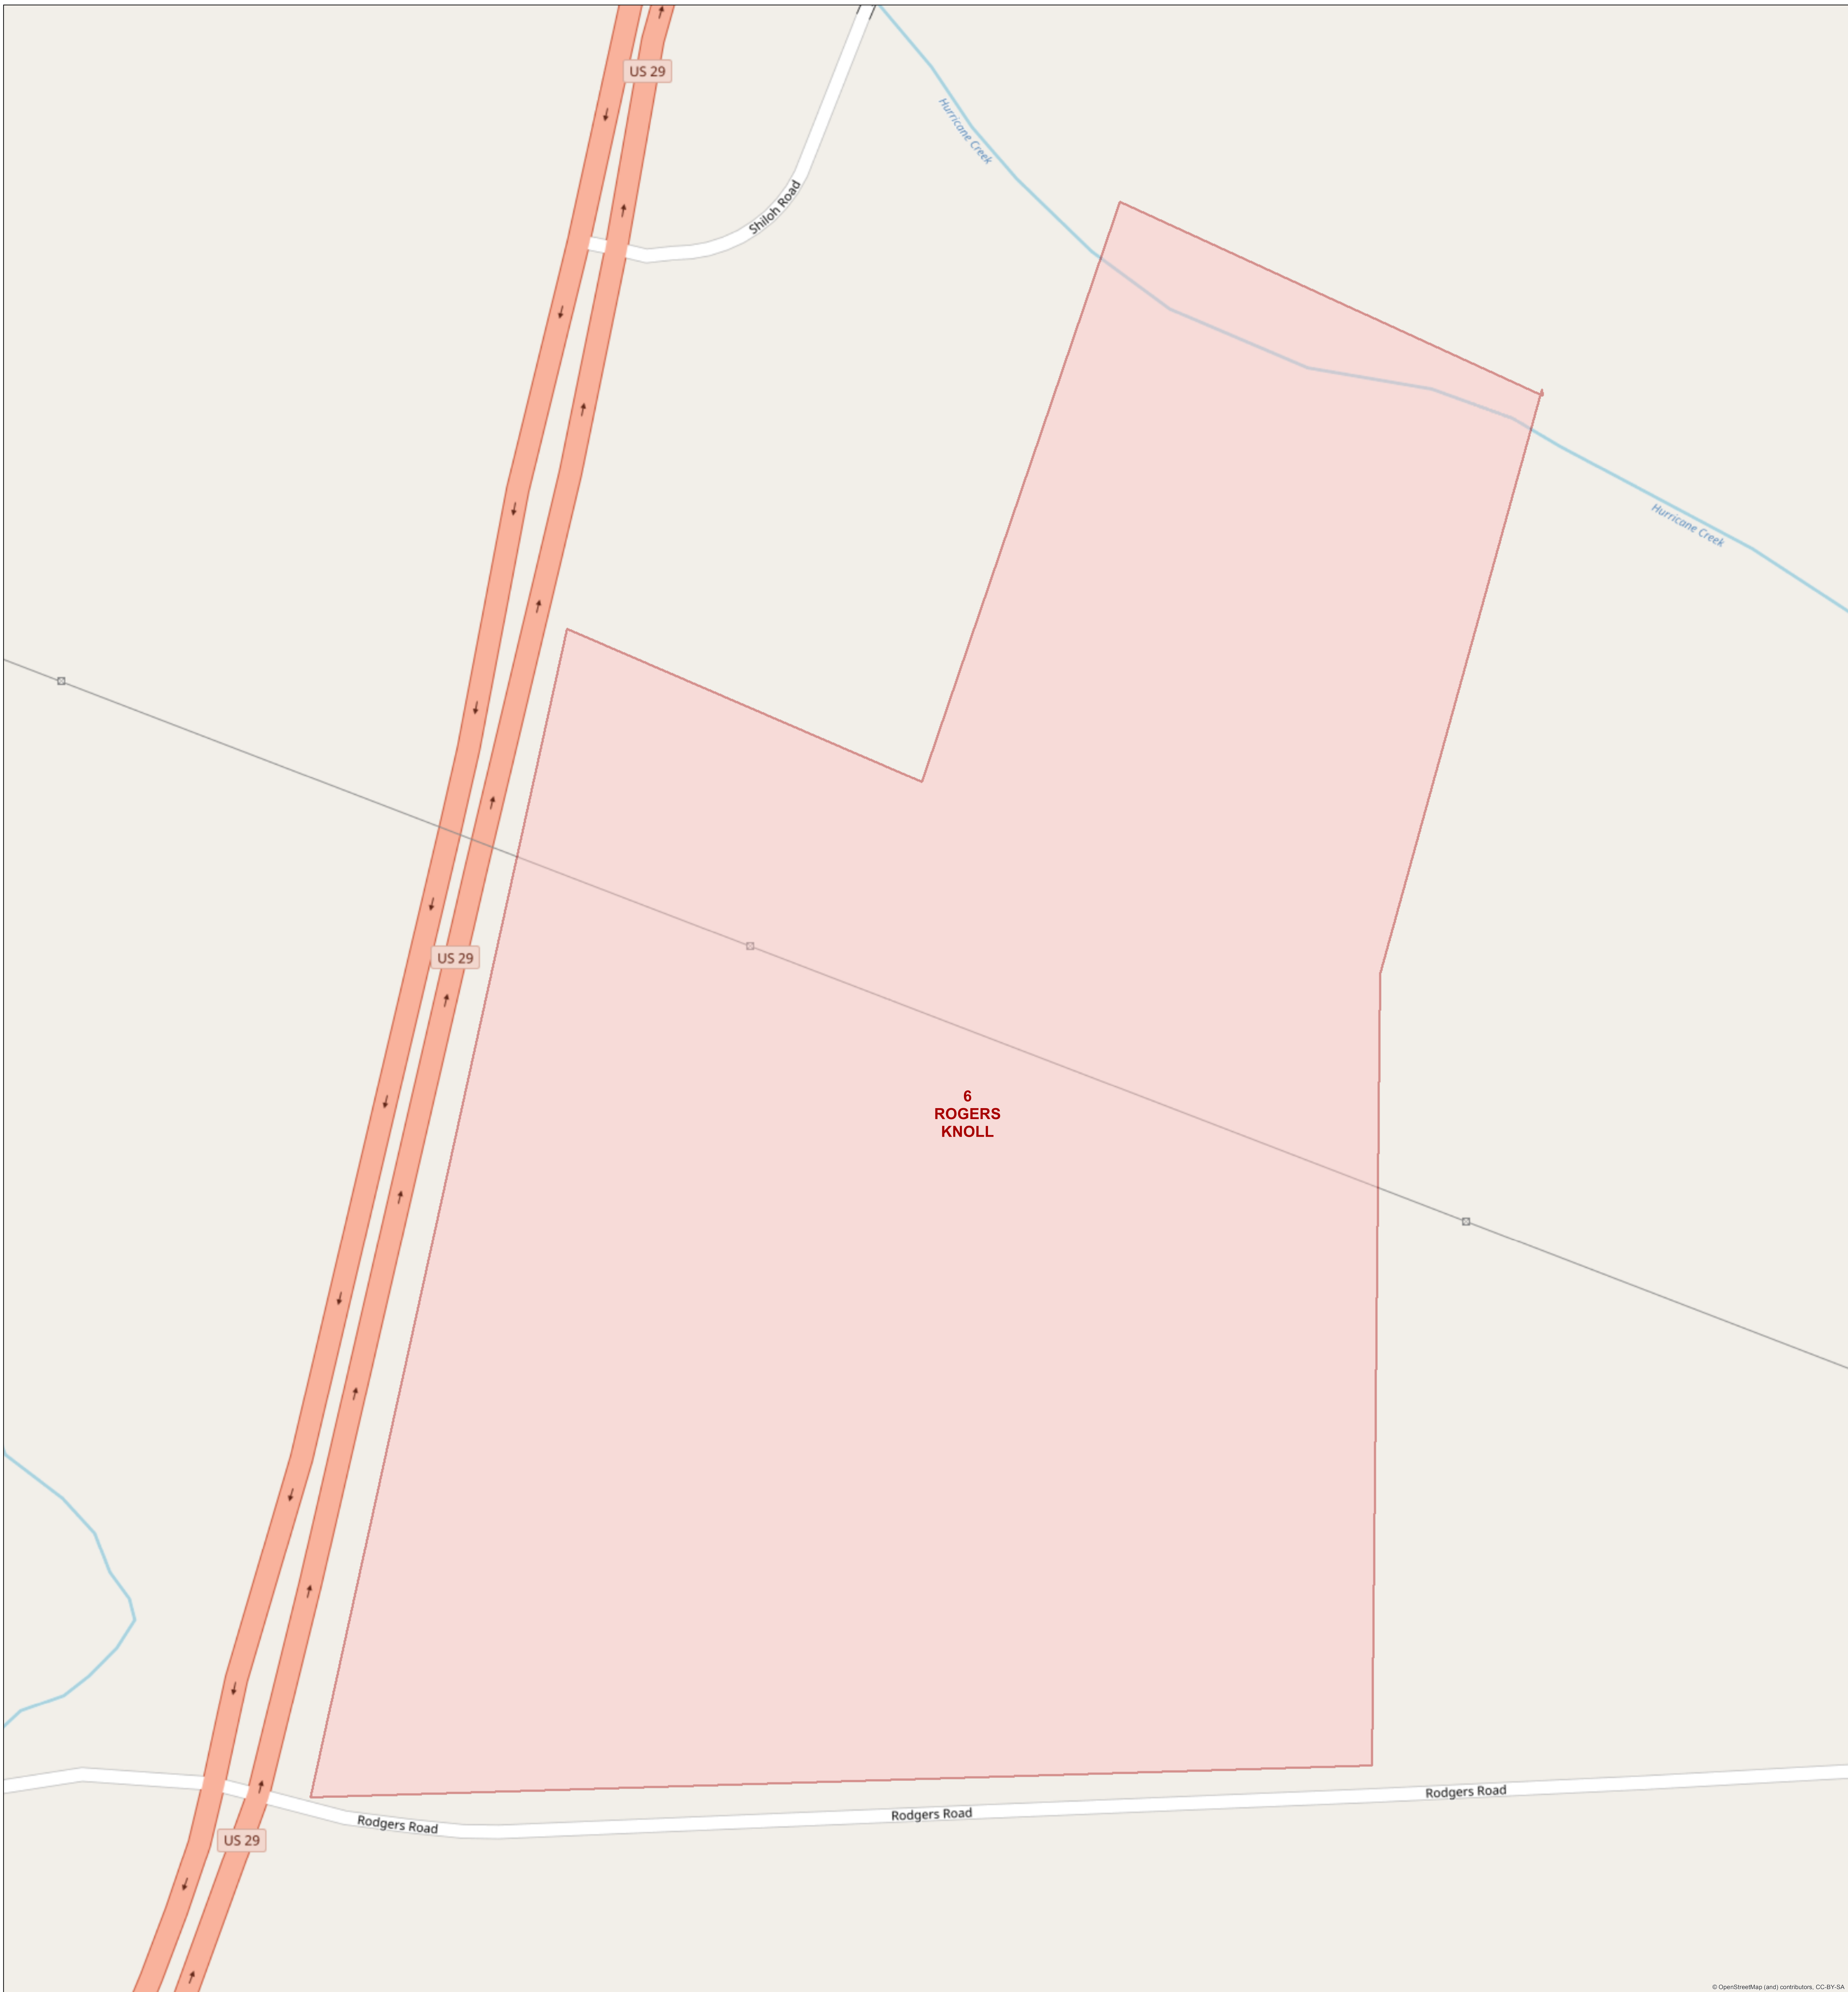 US 29
Hurricane Creek
Shiloh Road
Hurricane Creek
US 29
6
ROGERS
KNOLL
Rodgers Road
Rodgers Road
Rodgers Road
US 29
© OpenStreetMap (and) contributors, CC-BY-SA